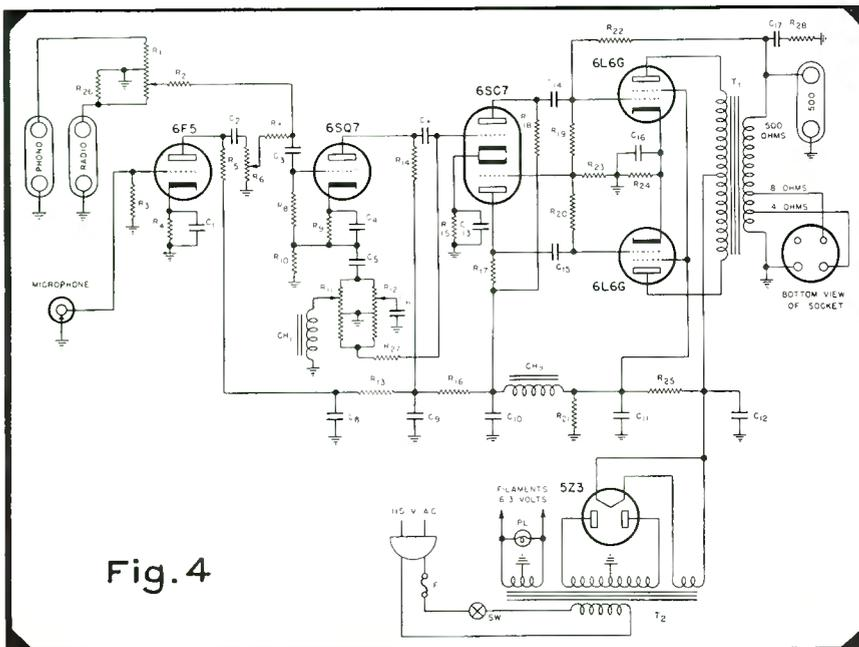 C17 R28
R22
R1
R2
R26
6L6G
T1
500
500 OHMS
6F5
C2
6SQ7
6SC7
C14
R18
R19
C16
PHONO
RADIO
R5
R6
C3
R14
R3
R4
C1
R8
R9
C4
R23
R24
8 OHMS
4 OHMS
R15
C13
R20
R10
C5
R17
C15
6L6G
BOTTOM VIEW
OF SOCKET
MICROPHONE
R11
R12
CH1
R27
R13
R16
R25
C8
C9
C10
R21
C11
C12
FILAMENTS
6.3 VOLTS
5Z3
115 V AC
PL
F
SW
T2
Fig. 4